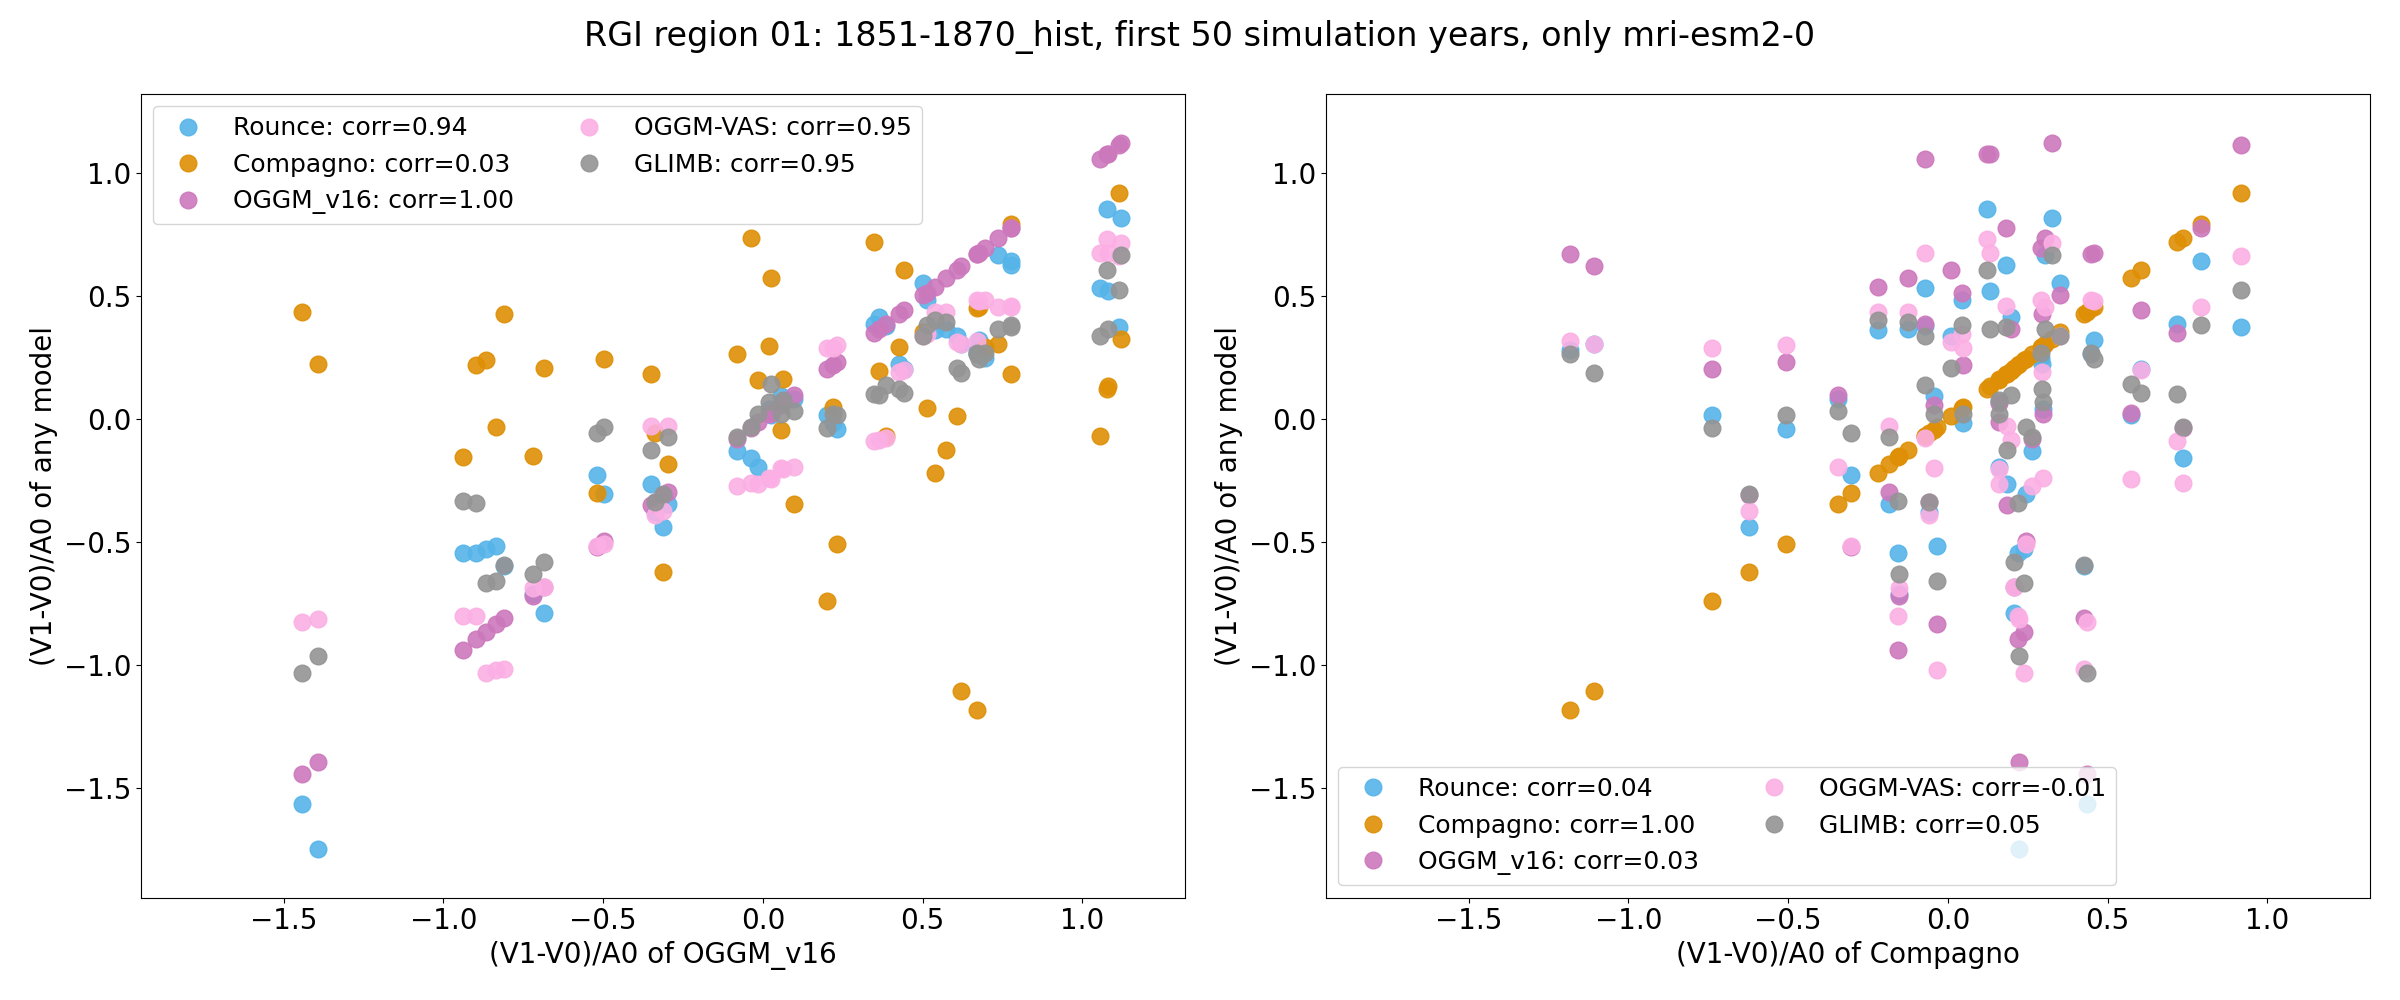 RGI region 01: 1851-1870_hist, first 50 simulation years, only mri-esm2-0
(V1-V0)/A0 of any model
1.0
0.5
0.0
−0.5
−1.0
−1.5
Rounce: corr=0.94
Compagno: corr=0.03
OGGM_v16: corr=1.00
OGGM-VAS: corr=0.95
GLIMB: corr=0.95
−1.5 −1.0 −0.5 0.0 0.5 1.0
(V1-V0)/A0 of OGGM_v16
(V1-V0)/A0 of any model
1.0
0.5
0.0
−0.5
−1.0
−1.5
Rounce: corr=0.04
Compagno: corr=1.00
OGGM_v16: corr=0.03
OGGM-VAS: corr=-0.01
GLIMB: corr=0.05
−1.5 −1.0 −0.5 0.0 0.5 1.0
(V1-V0)/A0 of Compagno